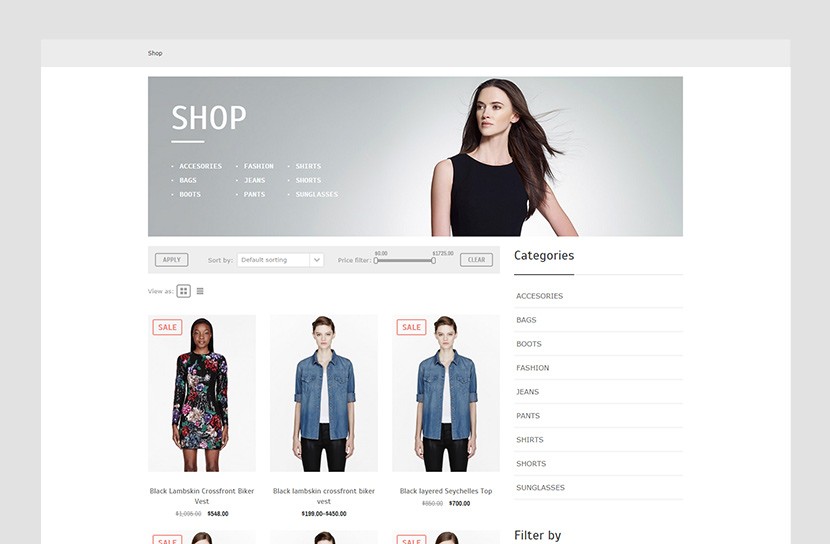 Shop
SHOP
ACCESORIES FASHION SHIRTS
BAGS JEANS SHORTS
BOOTS PANTS SUNGLASSES
APPLY Sort by: Default sorting Price filter: $0.00 $1735.00 CLEAR
View as:
SALE
SALE
Black Lambskin Crossfront Biker
Vest
$1,096.00 $548.00
Black lambskin crossfront biker
vest
$199.00–$450.00
Black layered Seychelles Top
$860.00 $700.00
SALE
SALE
Categories
ACCESORIES
BAGS
BOOTS
FASHION
JEANS
PANTS
SHIRTS
SHORTS
SUNGLASSES
Filter by